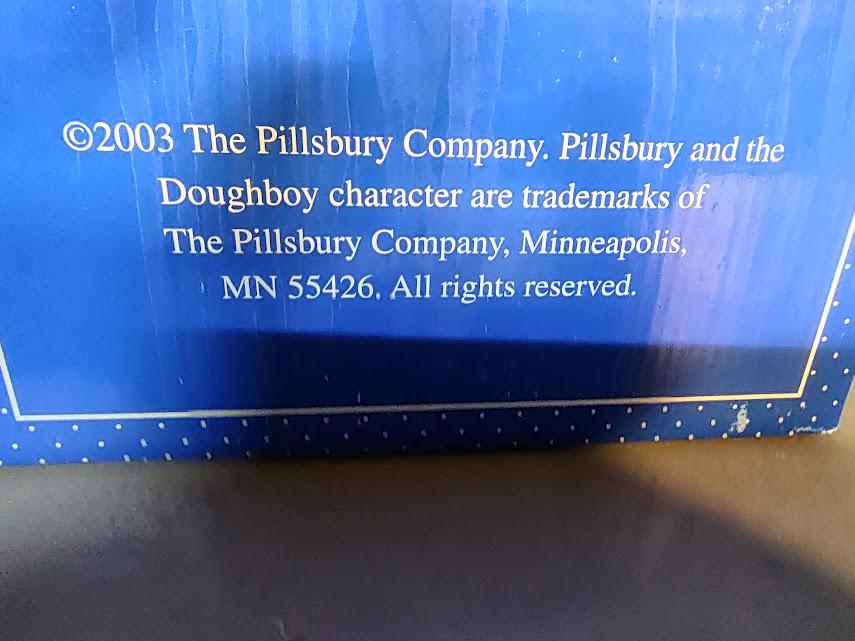 ©2003 The Pillsbury Company. Pillsbury and the
Doughboy character are trademarks of
The Pillsbury Company, Minneapolis,
MN 55426. All rights reserved.